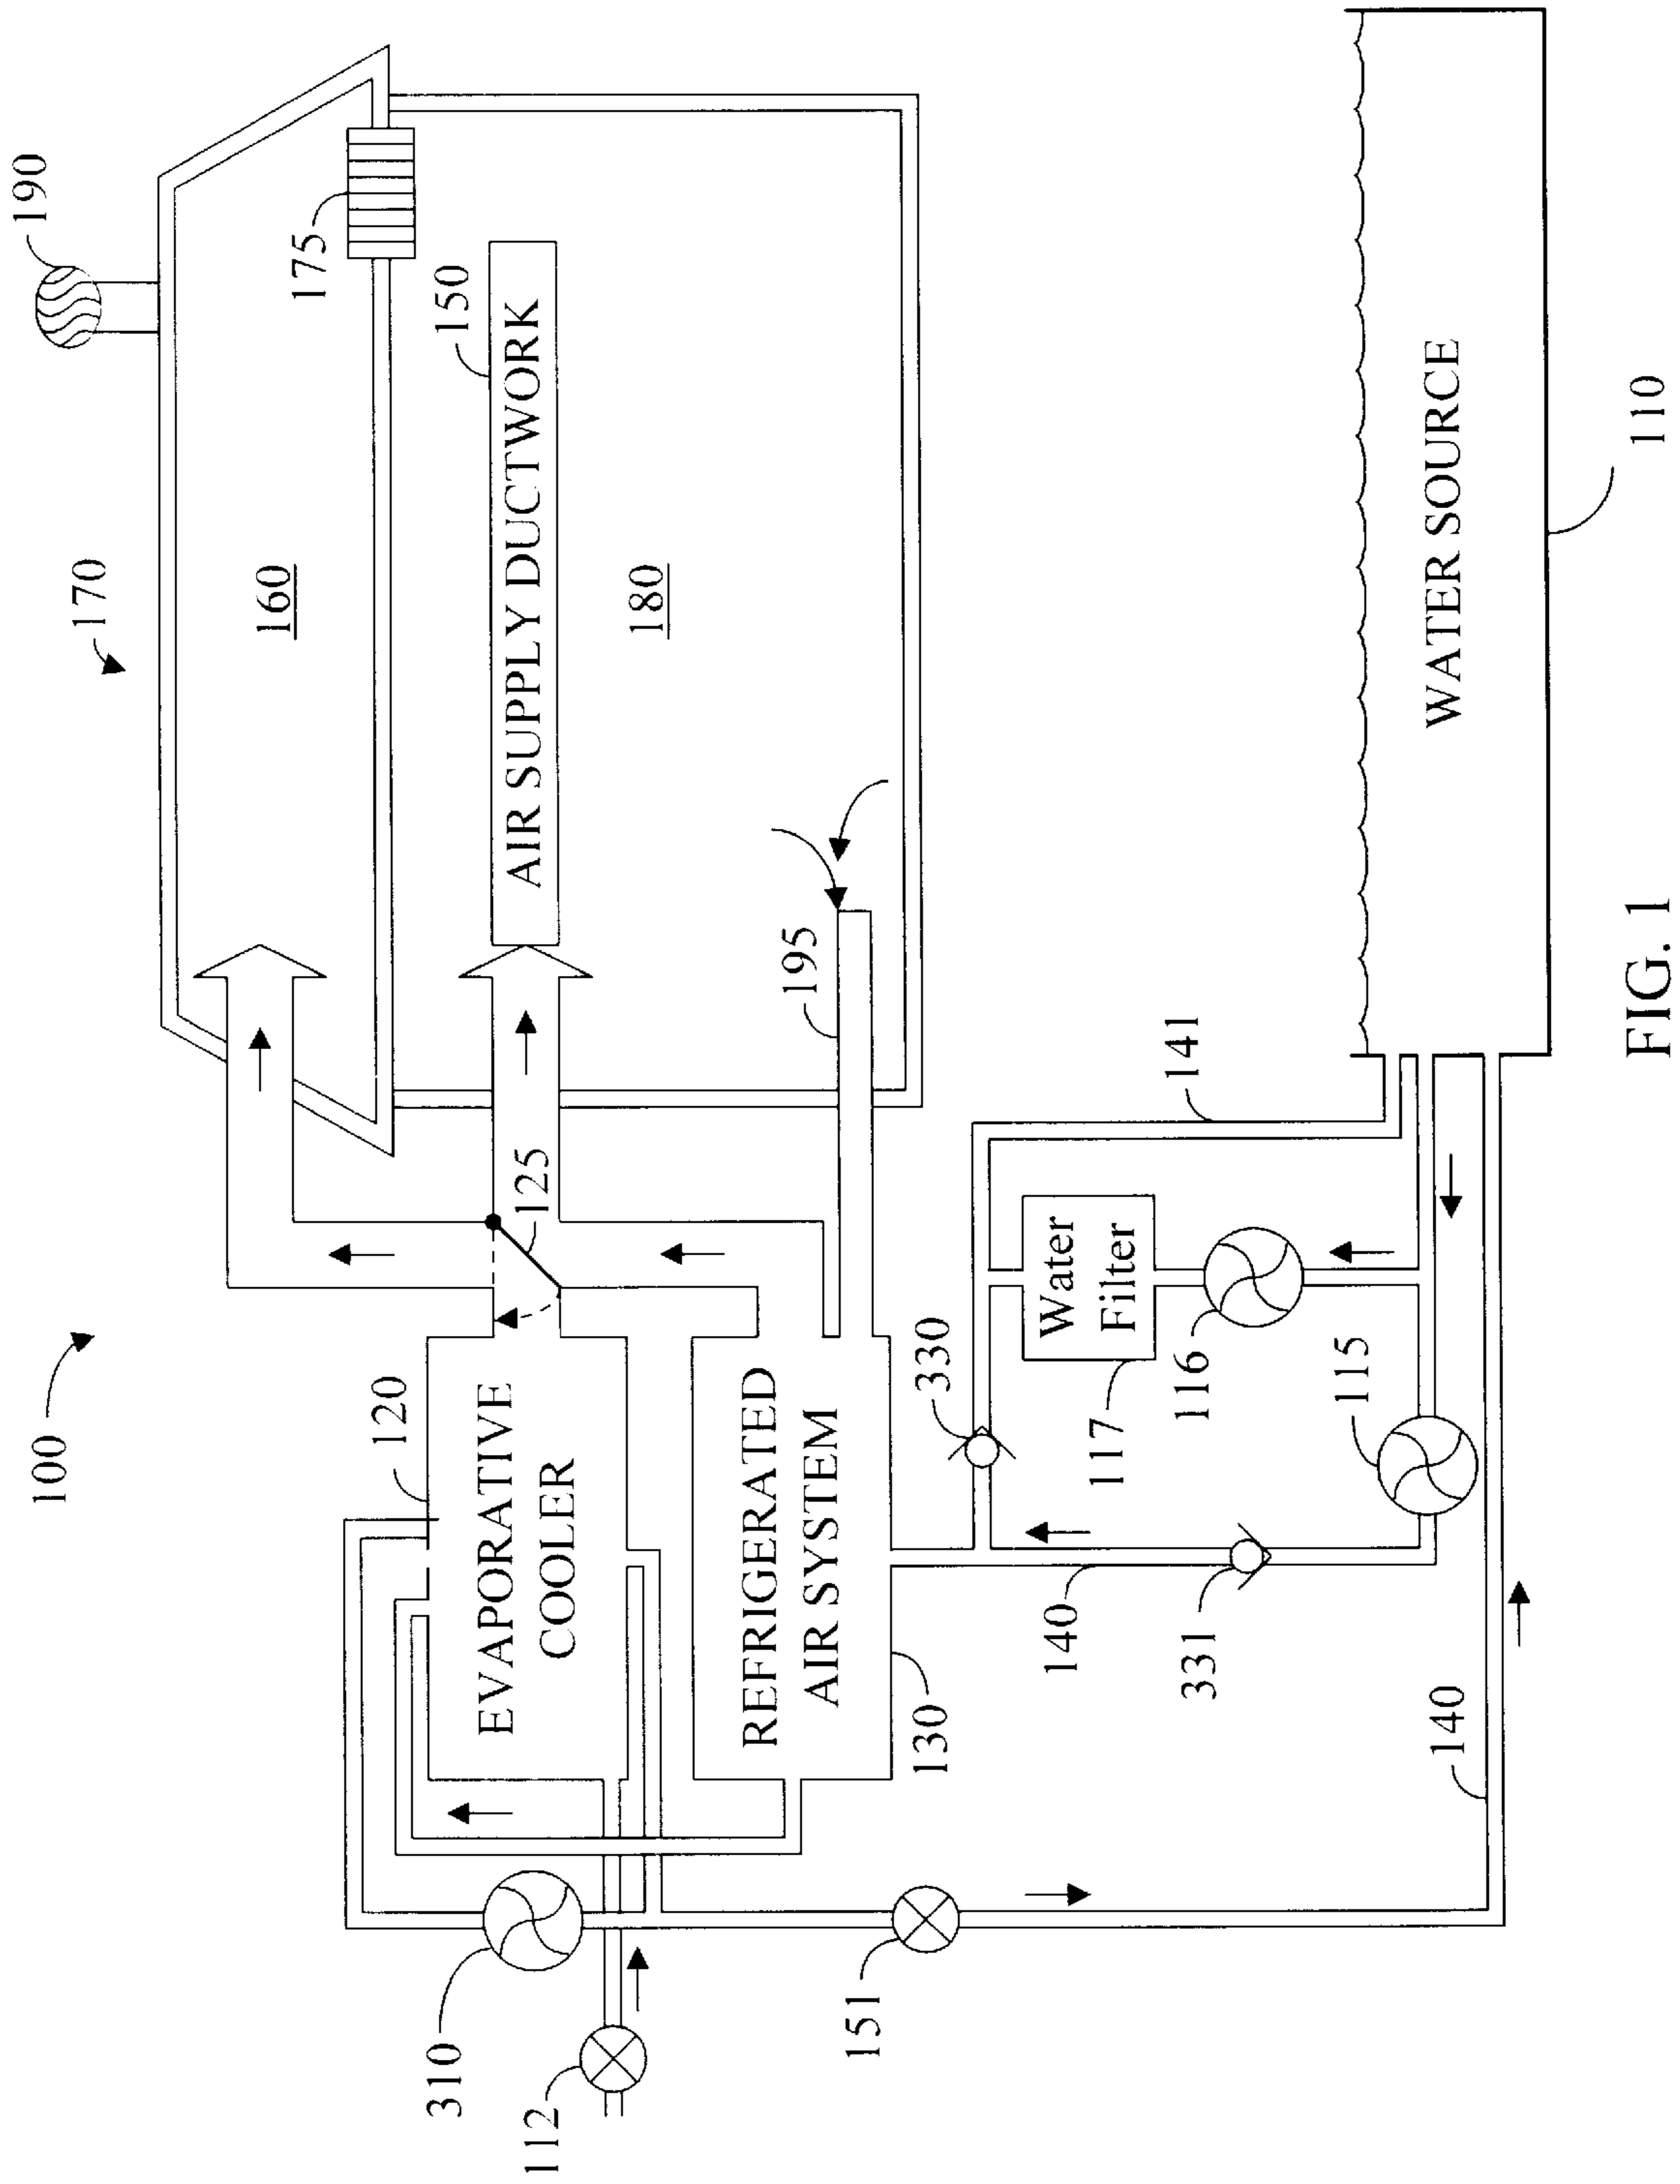 100
170
190
160
175
150
AIR SUPPLY DUCTWORK
180
195
125
120
EVAPORATIVE
COOLER
REFRIGERATED
AIR SYSTEM
130
310
112
151
330
117
Water
Filter
116
141
115
140
331
140
WATER SOURCE
110
FIG. 1